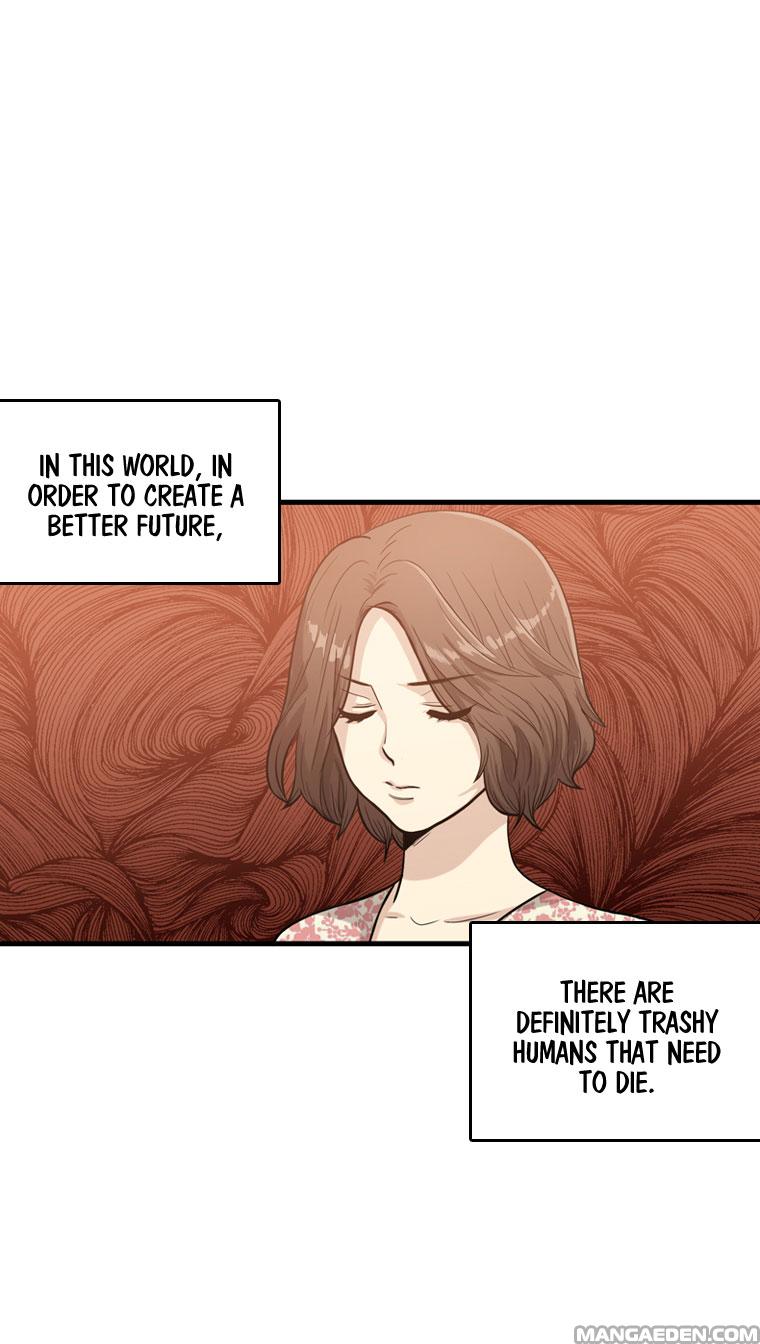 IN THIS WORLD, IN
ORDER TO CREATE A
BETTER FUTURE,
THERE ARE
DEFINITELY TRASHY
HUMANS THAT NEED
TO DIE.
MANGAEDEN.COM